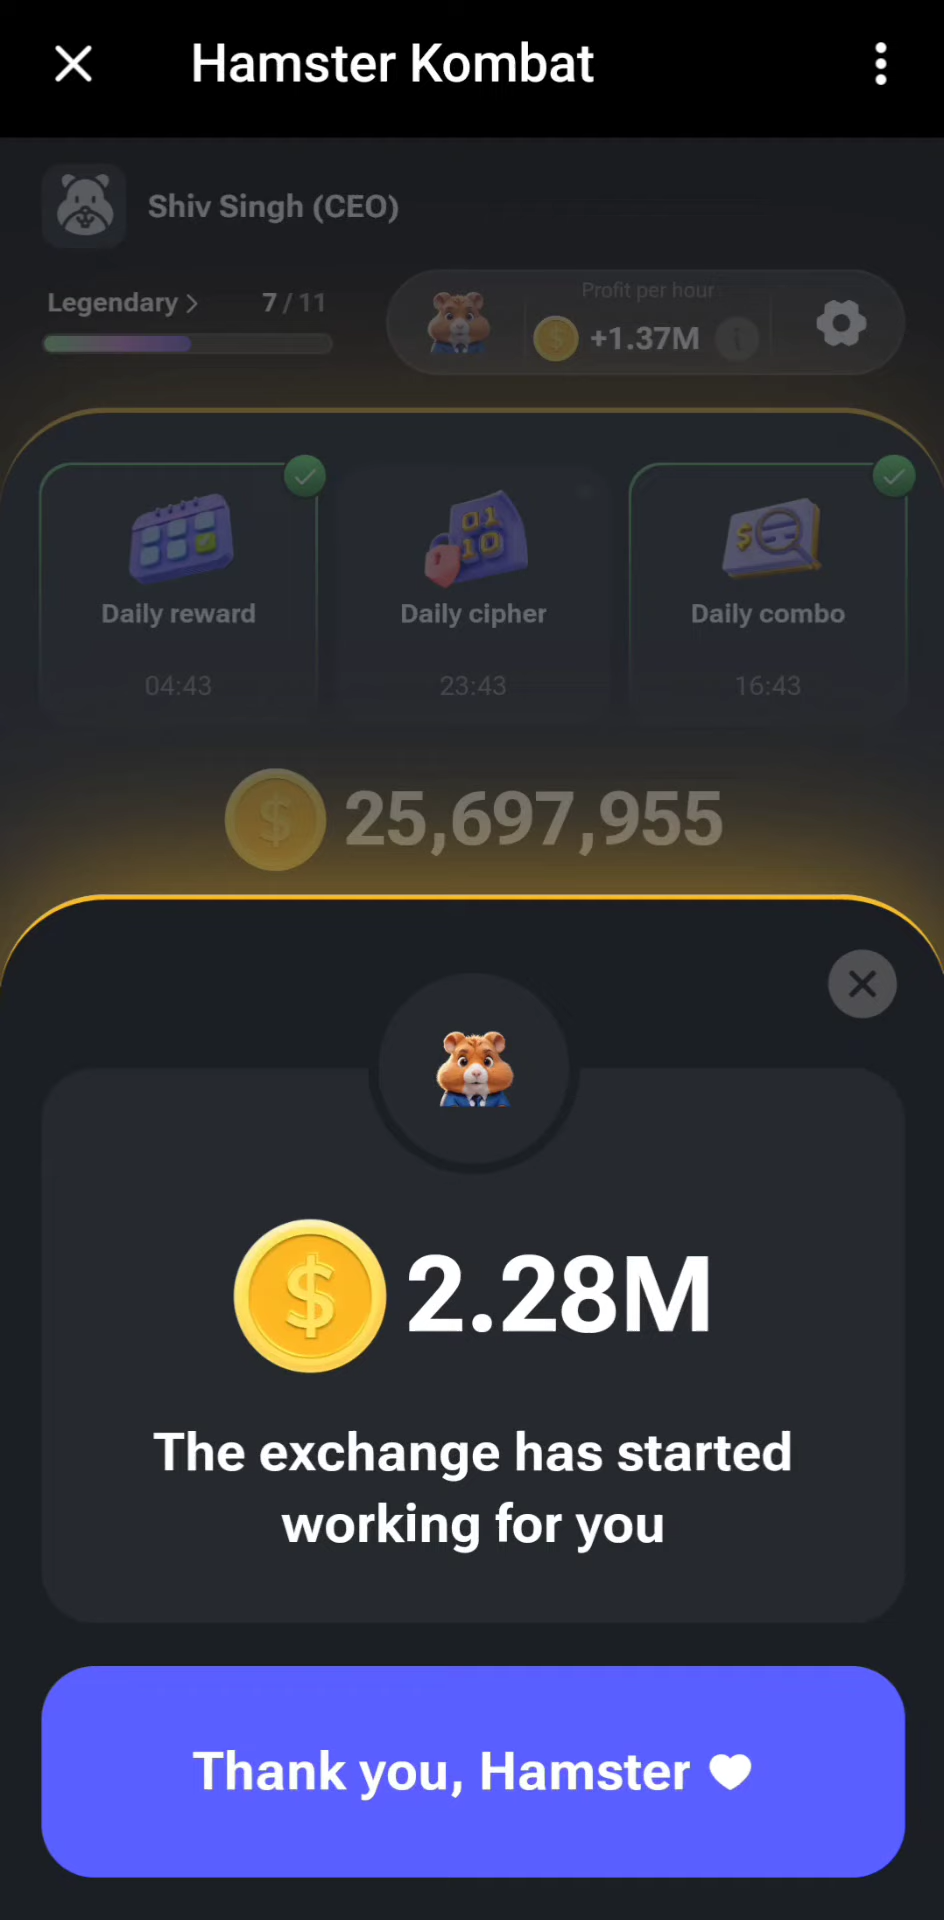 Hamster Kombat
Shiv Singh (CEO)
Legendary >
7 / 11
Profit per hour
$ +1.37M i
Daily reward
04:43
01
10
Daily cipher
23:43
$
Daily combo
16:43
$ 25,697,955
$ 2.28M
The exchange has started
working for you
Thank you, Hamster